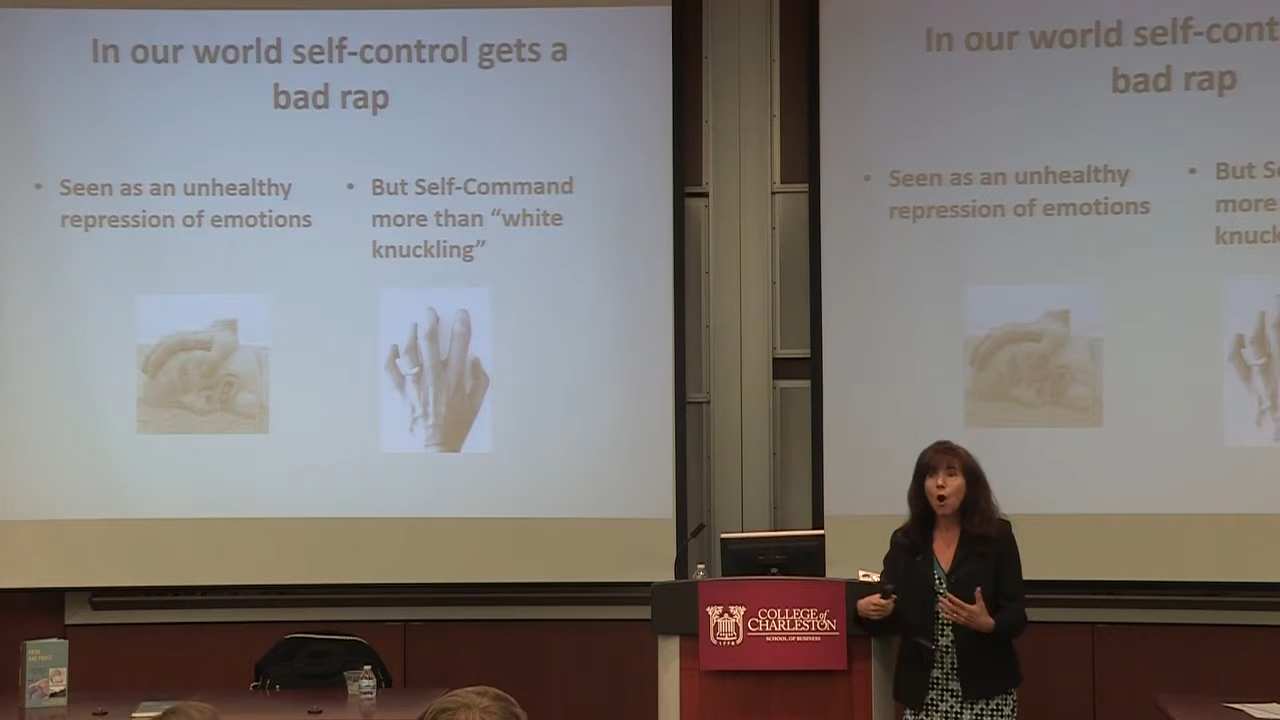 In our world self-control gets a
bad rap
• Seen as an unhealthy
repression of emotions
• But Self-Command
more than “white
knuckling”
In our world self-cont
bad rap
• Seen as an unhealthy
repression of emotions
• But Se
more
knuck
COLLEGE of
CHARLESTON
SCHOOL OF BUSINESS
1770